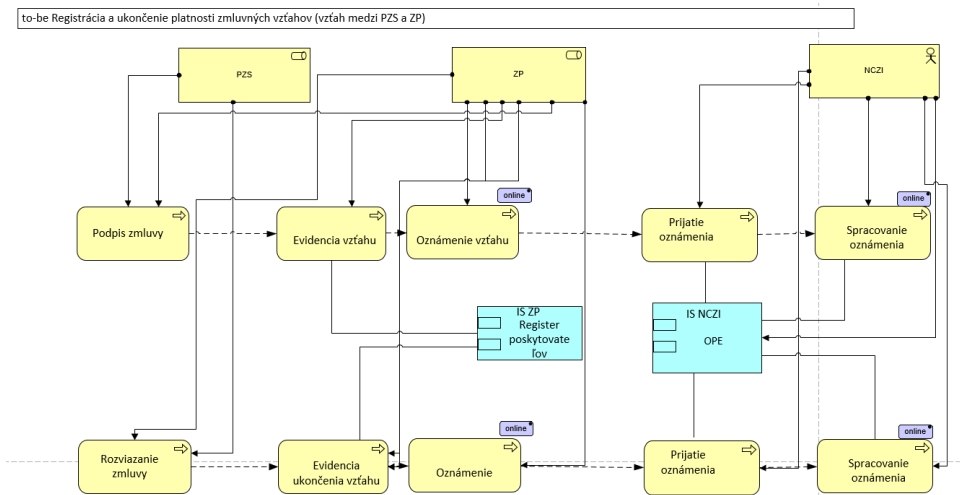 to-be Registrácia a ukončenie platnosti zmluvných vzťahov (vzťah medzi PZS a ZP)
PZS
ZP
NCZI
online
online
Podpis zmluvy
Evidencia vzťahu
Oznámenie vzťahu
Prijatie
oznámenia
Spracovanie
oznámenia
IS ZP
Register
poskytovate
ľov
IS NCZI
OPE
online
online
Rozviazanie
zmluvy
Evidencia
ukončenia vzťahu
Oznámenie
Prijatie
oznámenia
Spracovanie
oznámenia